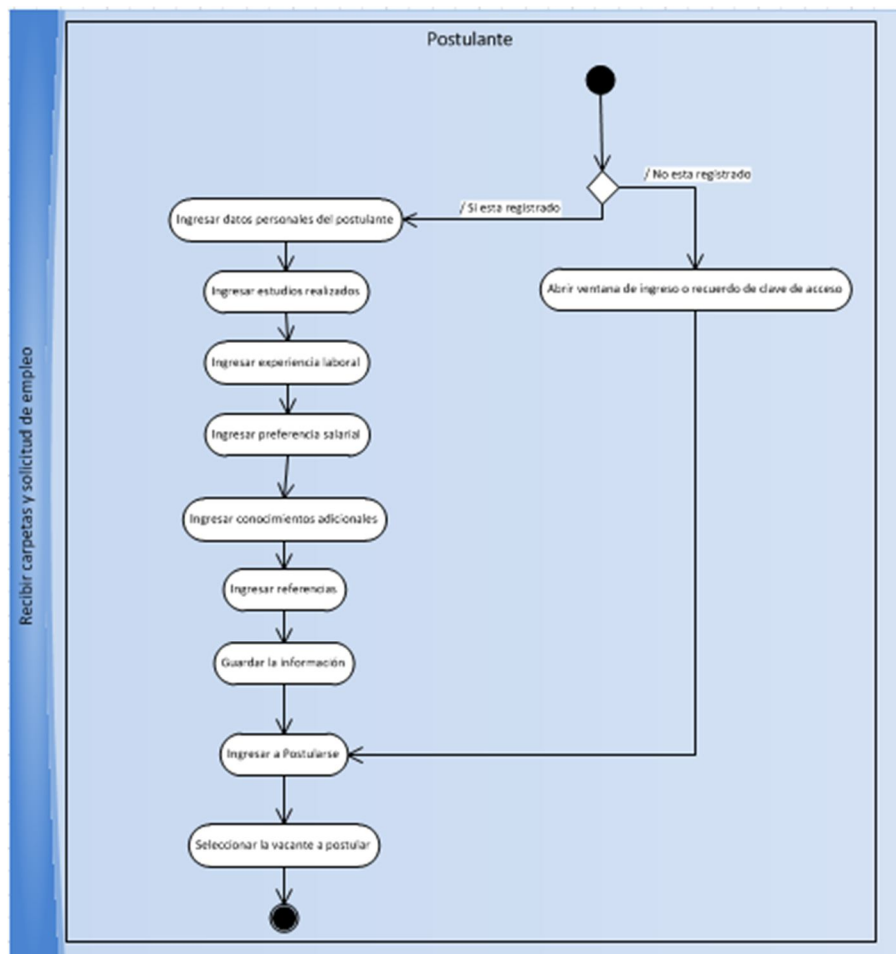 Postulante
/ No esta registrado
/ Si esta registrado
Ingresar datos personales del postulante
Abrir ventana de ingreso o recuerdo de clave de acceso
Ingresar estudios realizados
Ingresar experiencia laboral
Ingresar preferencia salarial
Ingresar conocimientos adicionales
Ingresar referencias
Guardar la información
Ingresar a Postularse
Seleccionar la vacante a postular
Recibir carpetas y solicitud de empleo